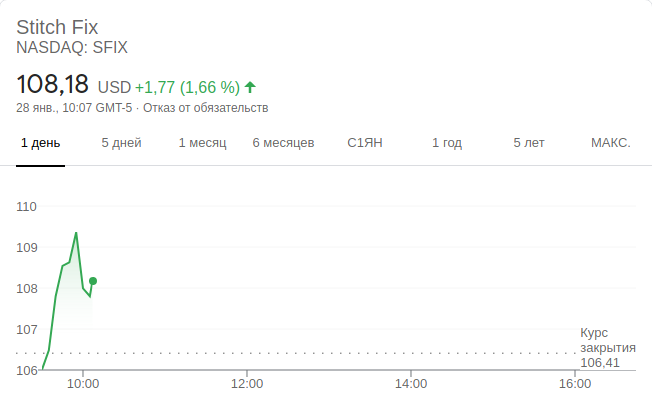 Stitch Fix
NASDAQ: SFIX
108,18 USD +1,77 (1,66 %)
28 янв., 10:07 GMT-5 · Отказ от обязательств
1 день 5 дней 1 месяц 6 месяцев С1ЯН 1 год 5 лет МАКС.
110
109
108
107
Курс
закрытия
106,41
106
10:00 12:00 14:00 16:00